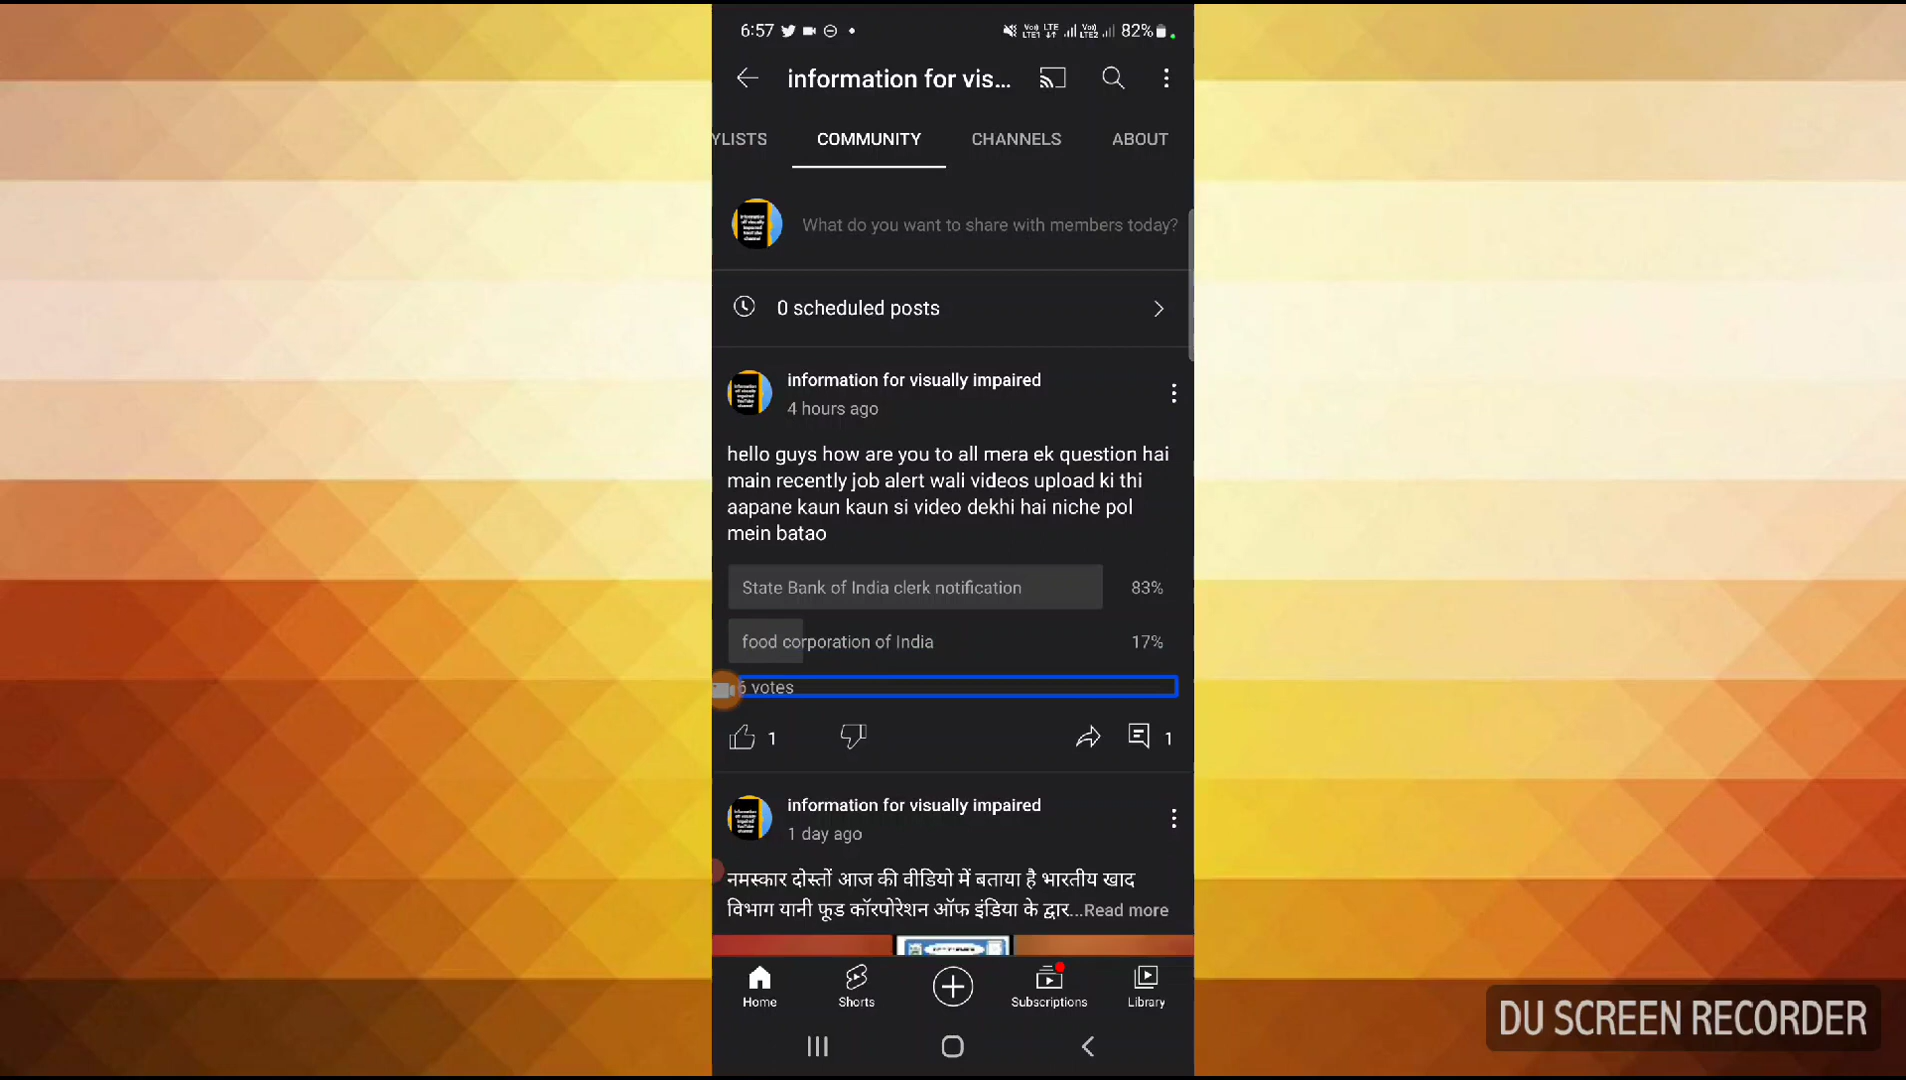 6:57 82%
information for vis...
YLISTS COMMUNITY CHANNELS ABOUT
What do you want to share with members today?
0 scheduled posts
information for visually impaired
4 hours ago
hello guys how are you to all mera ek question hai
main recently job alert wali videos upload ki thi
aapane kaun kaun si video dekhi hai niche pol
mein batao
State Bank of India clerk notification 83%
food corporation of India 17%
6 votes
1 1
information for visually impaired
1 day ago
नमस्कार दोस्तों आज की वीडियो में बताया है भारतीय खाद
विभाग यानी फूड कॉरपोरेशन ऑफ इंडिया के द्वार...Read more
Home Shorts Subscriptions Library
DU SCREEN RECORDER